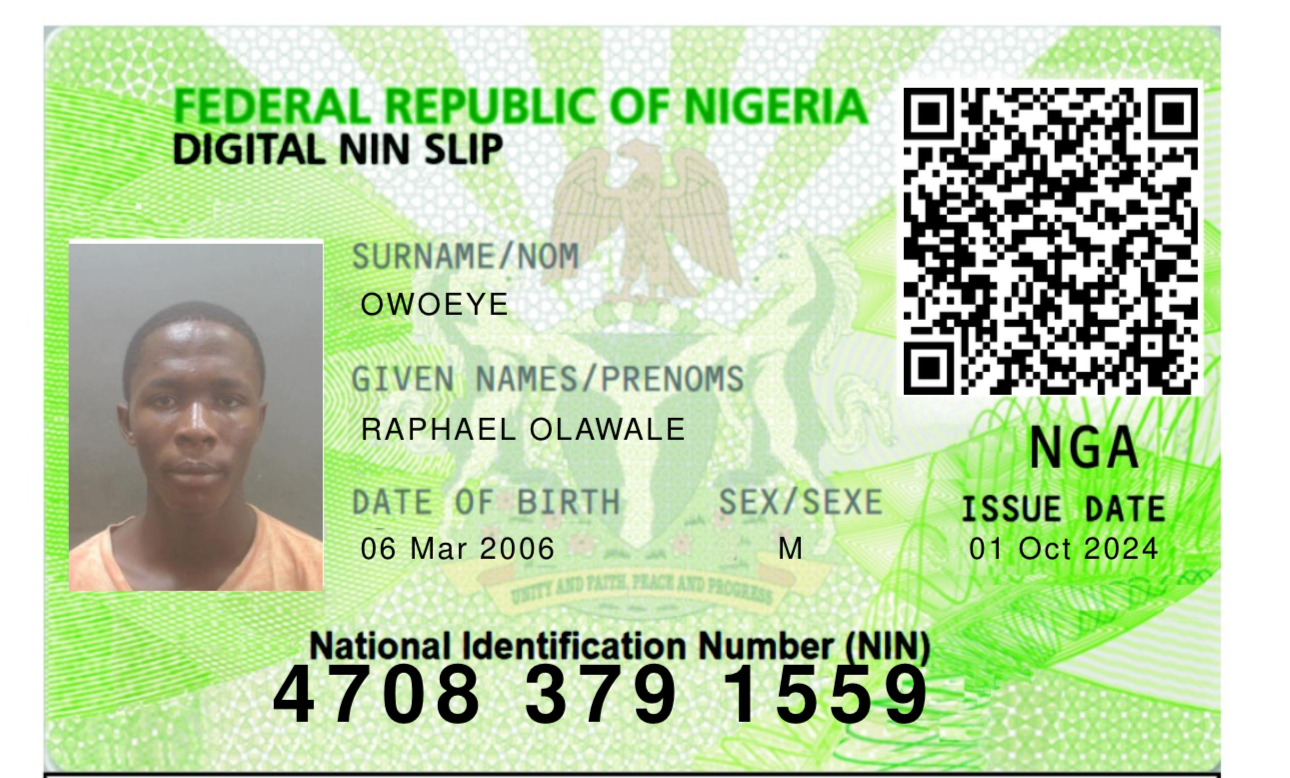 FEDERAL REPUBLIC OF NIGERIA
DIGITAL NIN SLIP
SURNAME/NOM
OWOEYE
GIVEN NAMES/PRENOMS
RAPHAEL OLAWALE
DATE OF BIRTH SEX/SEXE
06 Mar 2006 M
NGA
ISSUE DATE
01 Oct 2024
UNITY AND FAITH, PEACE AND PROGRESS
National Identification Number (NIN)
4708 379 1559